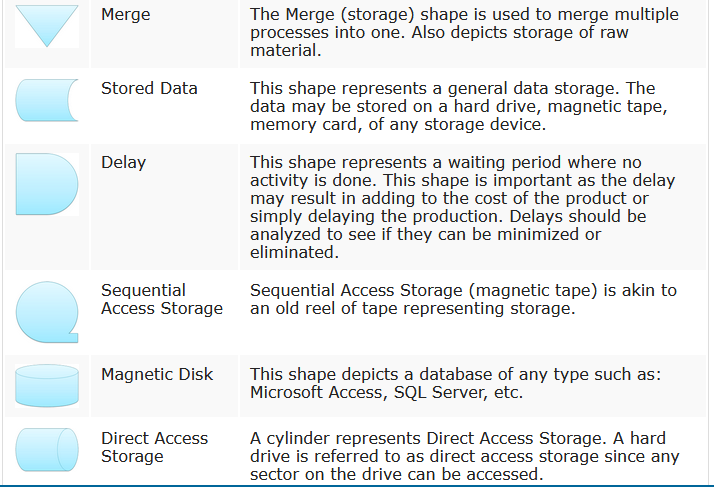 Merge
The Merge (storage) shape is used to merge multiple
processes into one. Also depicts storage of raw
material.
Stored Data
This shape represents a general data storage. The
data may be stored on a hard drive, magnetic tape,
memory card, of any storage device.
Delay
This shape represents a waiting period where no
activity is done. This shape is important as the delay
may result in adding to the cost of the product or
simply delaying the production. Delays should be
analyzed to see if they can be minimized or
eliminated.
Sequential
Access Storage
Sequential Access Storage (magnetic tape) is akin to
an old reel of tape representing storage.
Magnetic Disk
This shape depicts a database of any type such as:
Microsoft Access, SQL Server, etc.
Direct Access
Storage
A cylinder represents Direct Access Storage. A hard
drive is referred to as direct access storage since any
sector on the drive can be accessed.